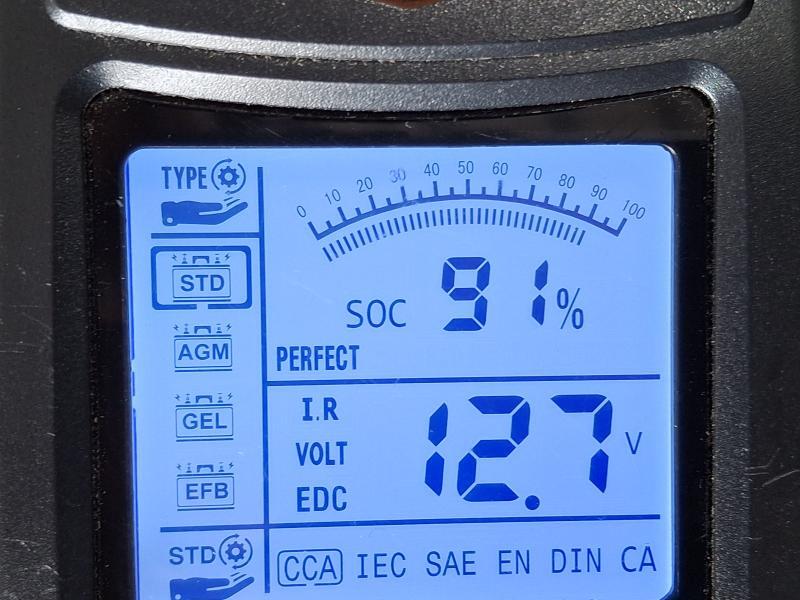 TYPE
0 10 20 30 40 50 60 70 80 90 100
STD
SOC 91%
AGM
PERFECT
GEL
I.R
VOLT
EDC
12.7 V
EFB
STD
CCA IEC SAE EN DIN CA